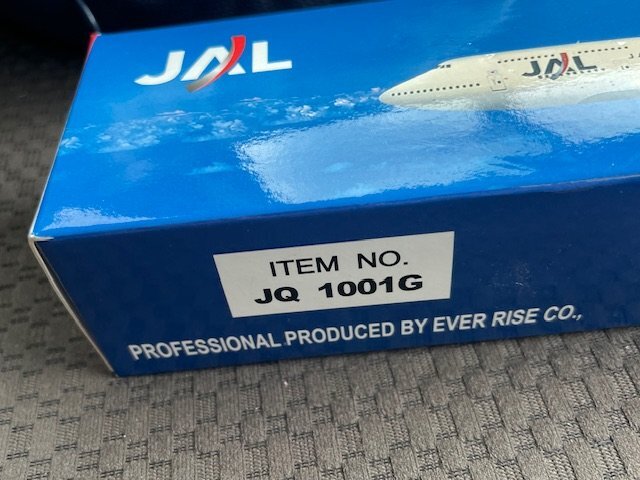 JAL
JAL
ITEM NO.
JQ 1001G
PROFESSIONAL PRODUCED BY EVER RISE CO.,